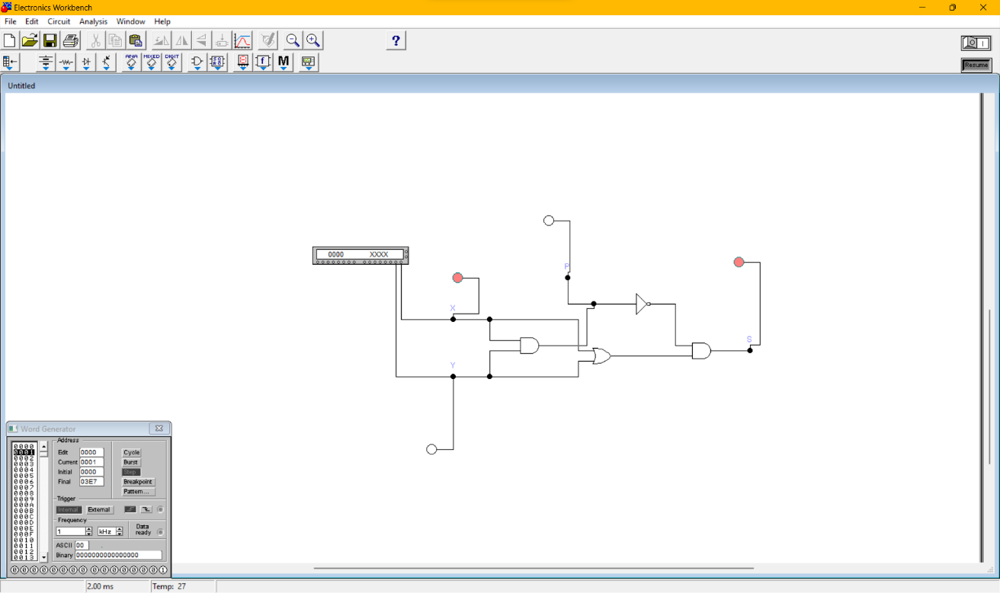 Electronics Workbench
File Edit Circuit Analysis Window Help
?
ANA MIXED DIGIT
f M
Resume
Untitled
0000 XXXX
P
X
S
Y
Word Generator
0000
0001
0002
0003
0004
0005
0006
0007
0008
0009
000A
000B
000C
000D
000E
000F
0010
0011
0012
0013
Address
Edit 0000
Current 0001
Initial 0000
Final 03E7
Cycle
Burst
Step
Breakpoint
Pattern...
Trigger
Internal External
Frequency
1 kHz
Data
ready
ASCII 00
Binary 0000000000000000
0 0 0 0 0 0 0 0 0 0 0 0 0 0 0 1
2.00 ms Temp: 27